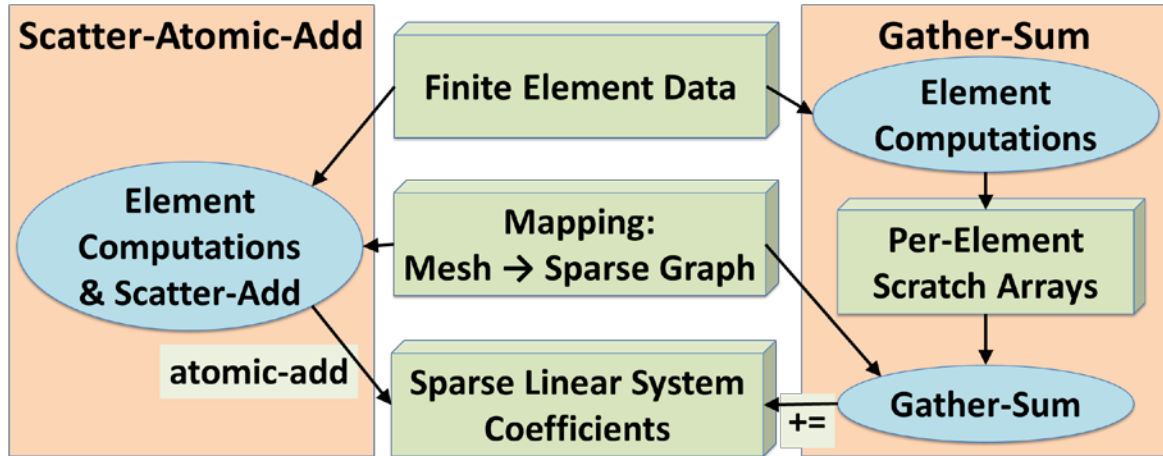 Scatter-Atomic-Add
Element
Computations
& Scatter-Add
atomic-add
Finite Element Data
Mapping:
Mesh → Sparse Graph
Sparse Linear System
Coefficients
Gather-Sum
Element
Computations
Per-Element
Scratch Arrays
Gather-Sum
+=